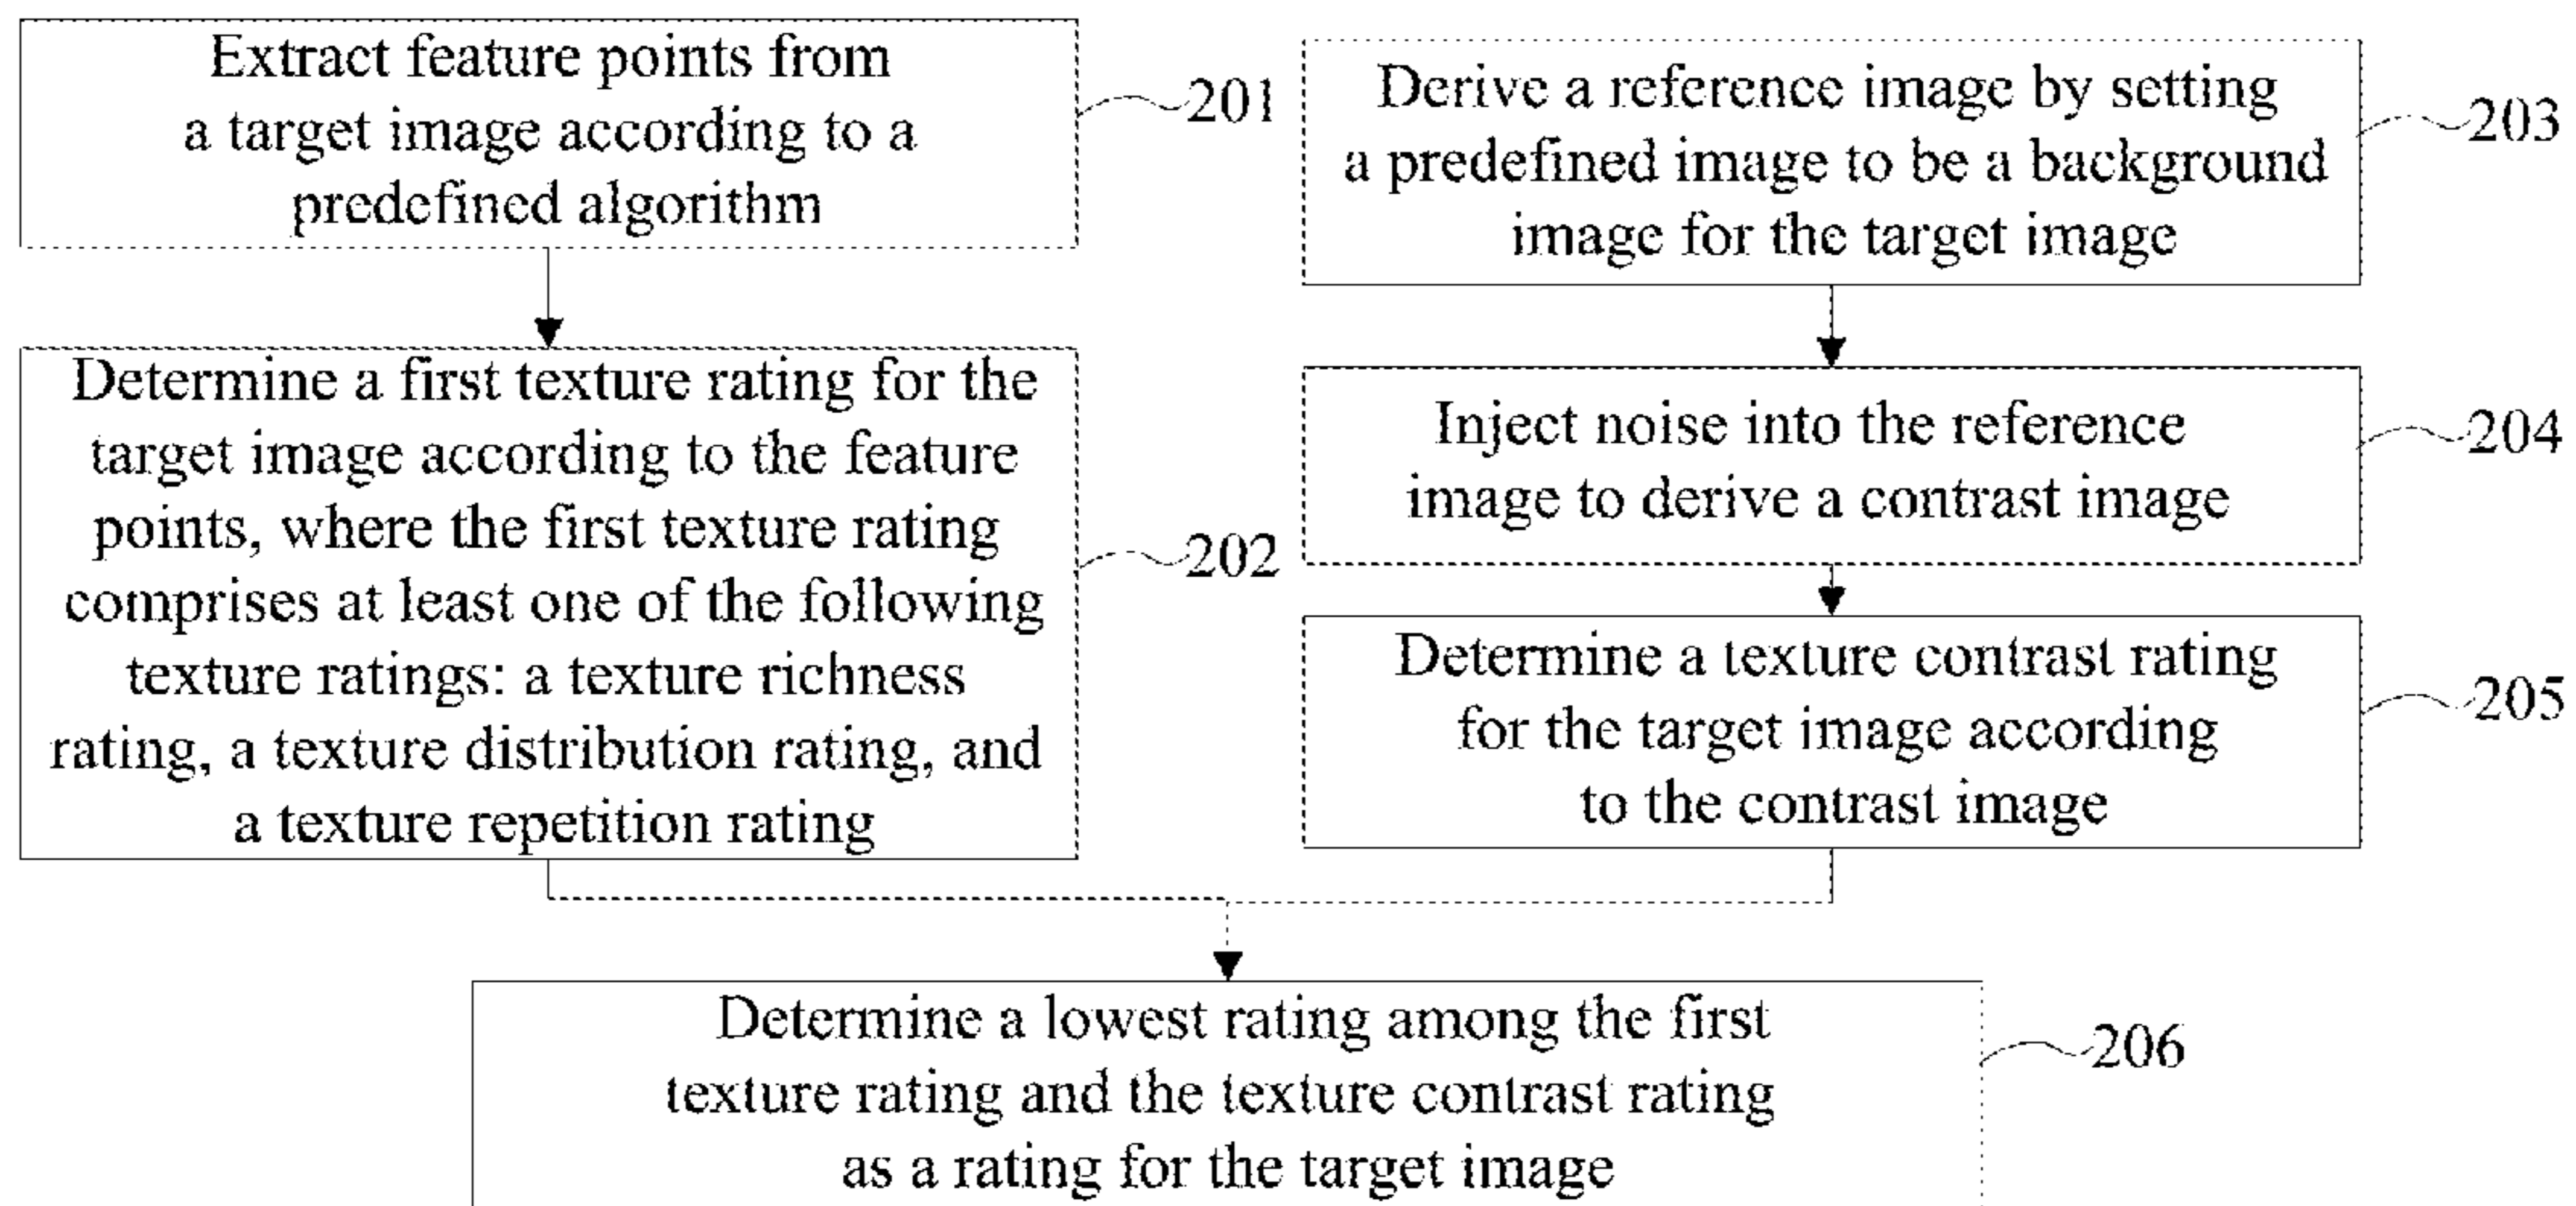 Extract feature points from
a target image according to a
predefined algorithm
201
Determine a first texture rating for the
target image according to the feature
points, where the first texture rating
comprises at least one of the following
texture ratings: a texture richness
rating, a texture distribution rating, and
a texture repetition rating
202
Derive a reference image by setting
a predefined image to be a background
image for the target image
203
Inject noise into the reference
image to derive a contrast image
204
Determine a texture contrast rating
for the target image according
to the contrast image
205
Determine a lowest rating among the first
texture rating and the texture contrast rating
as a rating for the target image
206